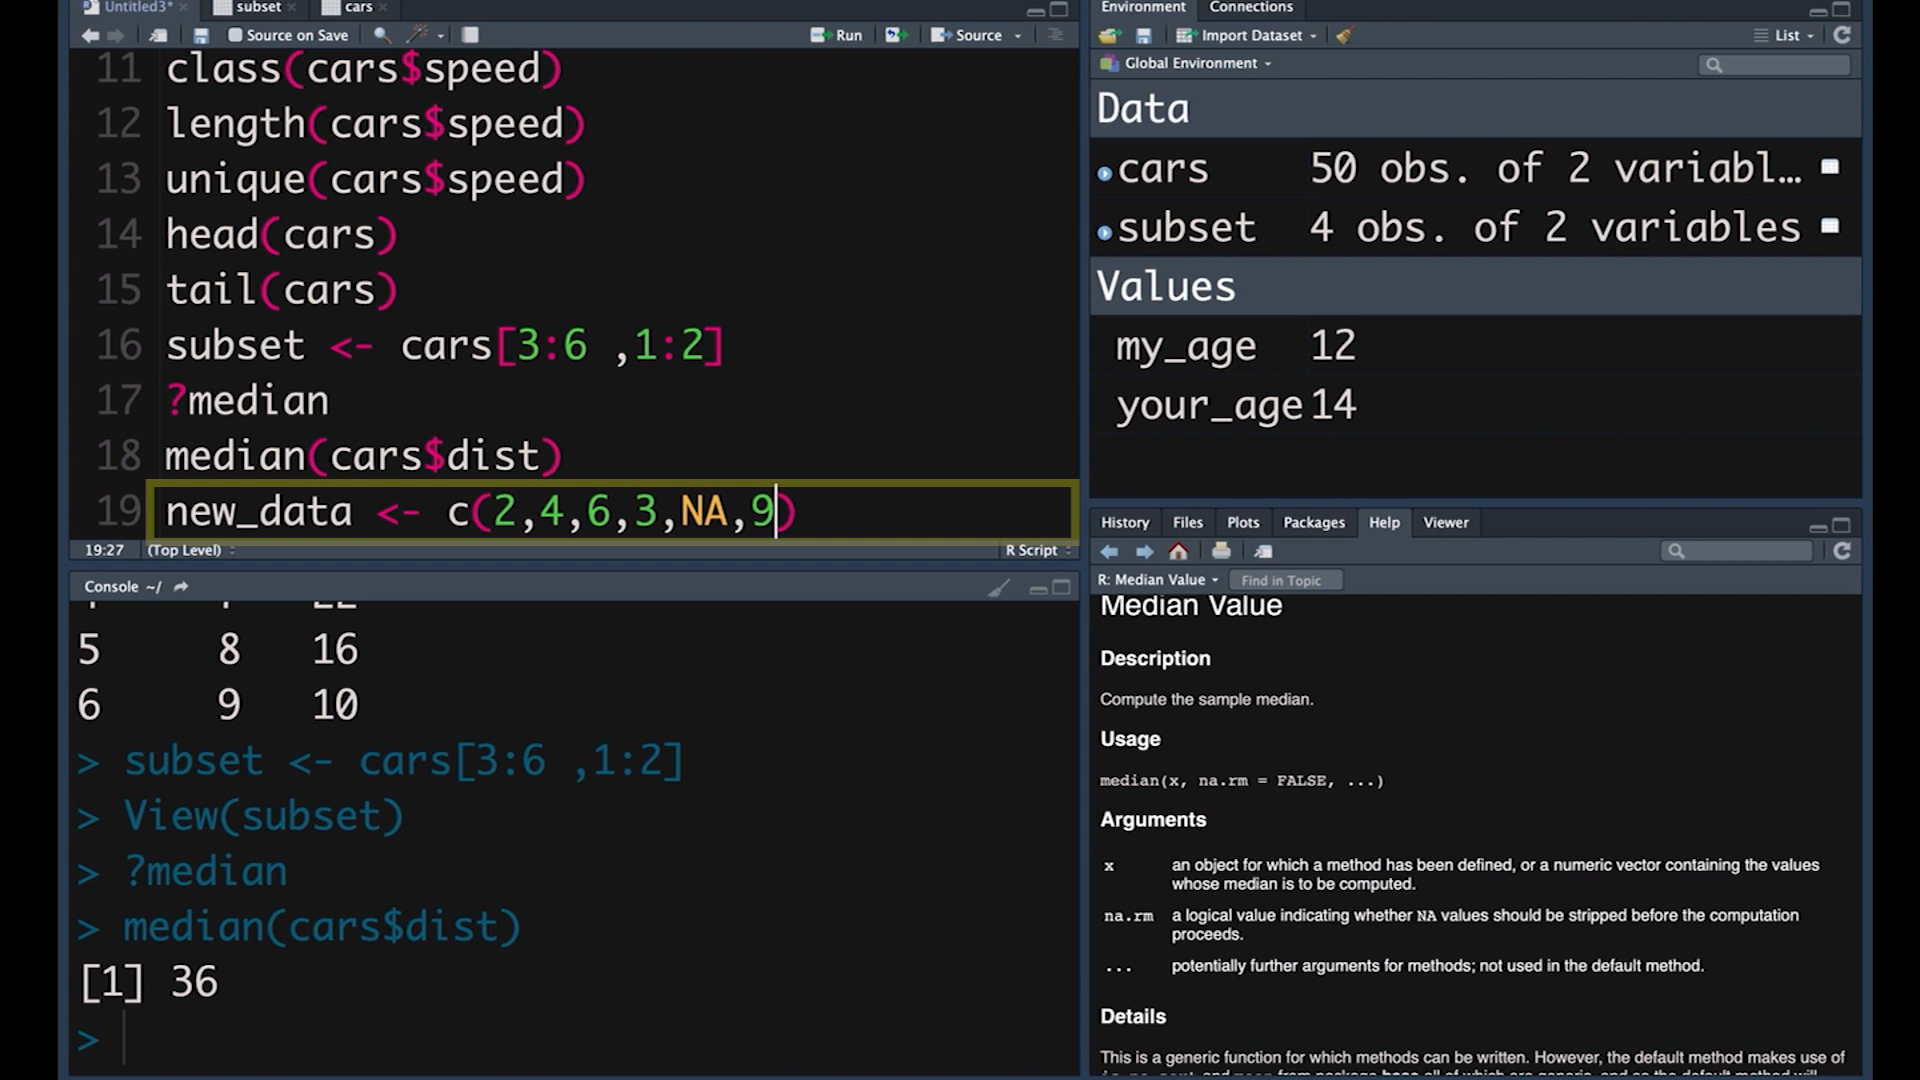 Untitled3* × subset × cars ×
Source on Save Run Source
11 class(cars$speed)
12 length(cars$speed)
13 unique(cars$speed)
14 head(cars)
15 tail(cars)
16 subset <- cars[3:6 ,1:2]
17 ?median
18 median(cars$dist)
19 new_data <- c(2,4,6,3,NA,9)
19:27 (Top Level) R Script
Console ~/
5 8 16
6 9 10
> subset <- cars[3:6 ,1:2]
> View(subset)
> ?median
> median(cars$dist)
[1] 36
>
Environment Connections
Import Dataset List
Global Environment
Data
cars 50 obs. of 2 variabl…
subset 4 obs. of 2 variables
Values
my_age 12
your_age 14
History Files Plots Packages Help Viewer
R: Median Value Find in Topic
Median Value
Description
Compute the sample median.
Usage
median(x, na.rm = FALSE, ...)
Arguments
x an object for which a method has been defined, or a numeric vector containing the values
whose median is to be computed.
na.rm a logical value indicating whether NA values should be stripped before the computation
proceeds.
... potentially further arguments for methods; not used in the default method.
Details
This is a generic function for which methods can be written. However, the default method makes use of